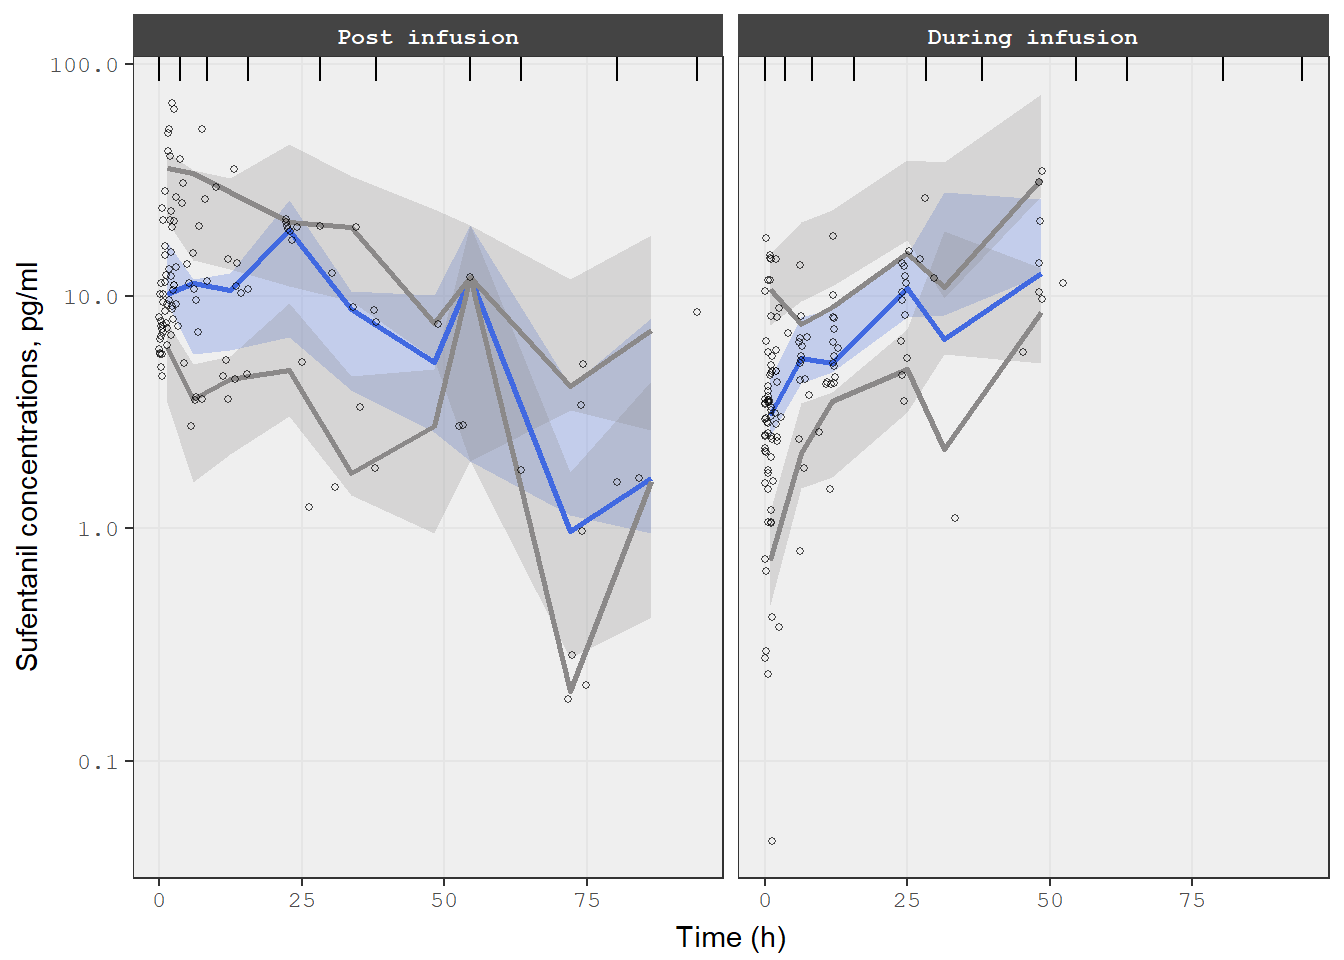 Post infusion
During infusion
100.0
10.0
1.0
0.1
Sufentanil concentrations, pg/ml
0 25 50 75
0 25 50 75
Time (h)